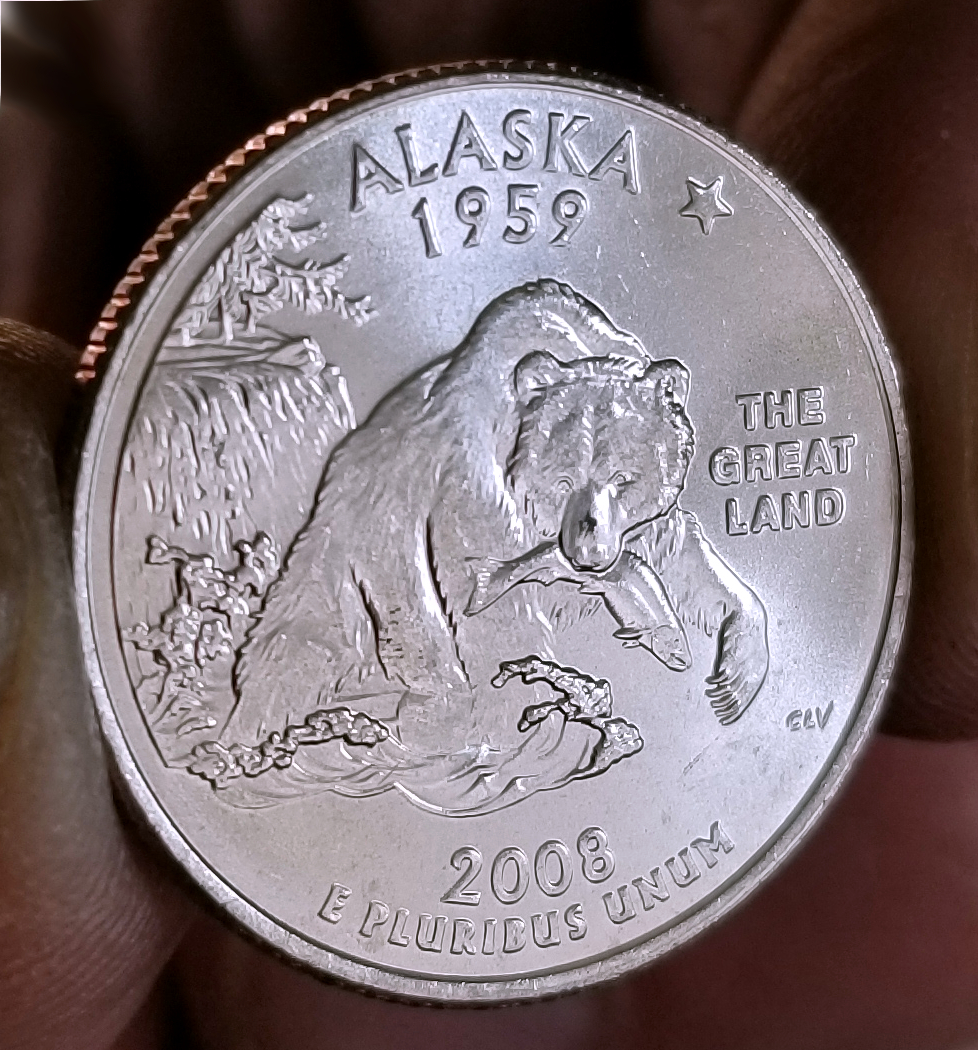 ALASKA
1959
THE
GREAT
LAND
CLV
2008
E PLURIBUS UNUM